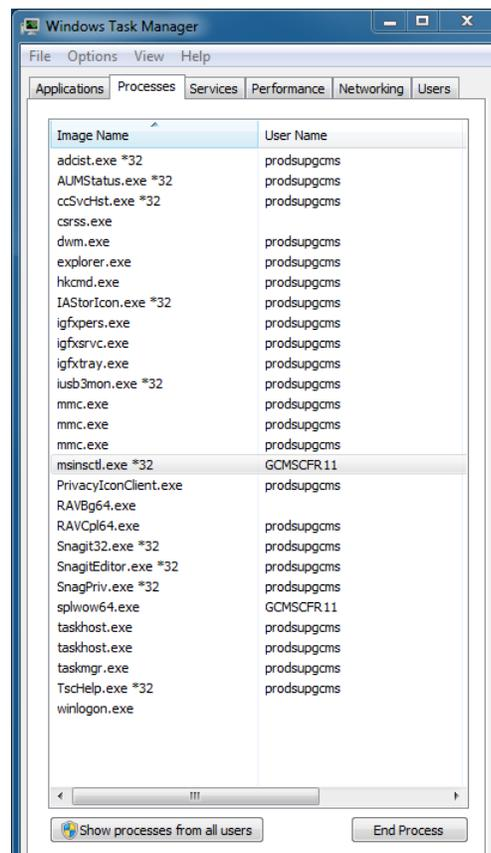 Windows Task Manager
File Options View Help
Applications Processes Services Performance Networking Users
Image Name User Name
adcist.exe *32 prodsupgcms
AUMStatus.exe *32 prodsupgcms
ccSvcHst.exe *32 prodsupgcms
csrss.exe
dwm.exe prodsupgcms
explorer.exe prodsupgcms
hkcmd.exe prodsupgcms
IAStorIcon.exe *32 prodsupgcms
igfxpers.exe prodsupgcms
igfxsrvc.exe prodsupgcms
igfxtray.exe prodsupgcms
iusb3mon.exe *32 prodsupgcms
mmc.exe prodsupgcms
mmc.exe prodsupgcms
mmc.exe prodsupgcms
msinsctl.exe *32 GCMSCFR11
PrivacyIconClient.exe prodsupgcms
RAVBg64.exe
RAVCpl64.exe prodsupgcms
Snagit32.exe *32 prodsupgcms
SnagitEditor.exe *32 prodsupgcms
SnagPriv.exe *32 prodsupgcms
splwow64.exe GCMSCFR11
taskhost.exe prodsupgcms
taskhost.exe prodsupgcms
taskmgr.exe prodsupgcms
TscHelp.exe *32 prodsupgcms
winlogon.exe
Show processes from all users End Process